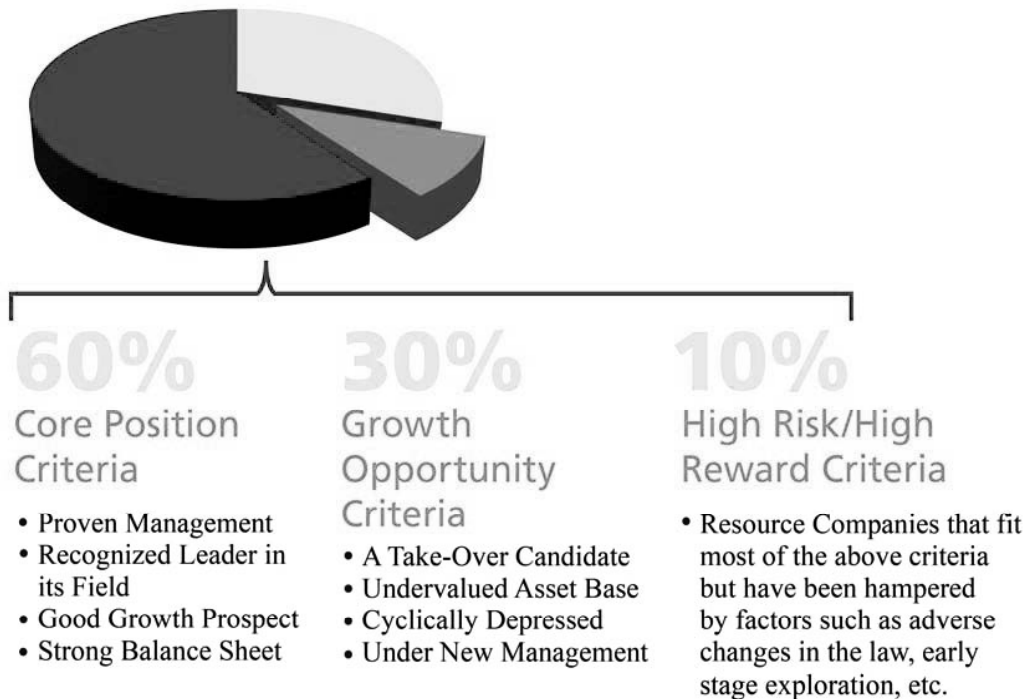 60%
Core Position
Criteria
• Proven Management
• Recognized Leader in
its Field
• Good Growth Prospect
• Strong Balance Sheet
30%
Growth
Opportunity
Criteria
• A Take-Over Candidate
• Undervalued Asset Base
• Cyclically Depressed
• Under New Management
10%
High Risk/High
Reward Criteria
• Resource Companies that fit
most of the above criteria
but have been hampered
by factors such as adverse
changes in the law, early
stage exploration, etc.